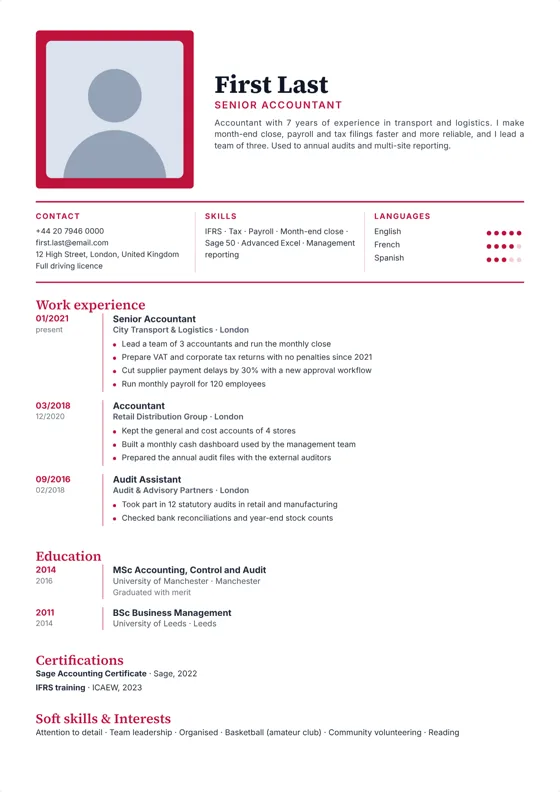 First Last
SENIOR ACCOUNTANT
Accountant with 7 years of experience in transport and logistics. I make
month-end close, payroll and tax filings faster and more reliable, and I lead a
team of three. Used to annual audits and multi-site reporting.
CONTACT
+44 20 7946 0000
first.last@email.com
12 High Street, London, United Kingdom
Full driving licence
SKILLS
IFRS · Tax · Payroll · Month-end close ·
Sage 50 · Advanced Excel · Management
reporting
LANGUAGES
English
French
Spanish
Work experience
01/2021
present
Senior Accountant
City Transport & Logistics · London
Lead a team of 3 accountants and run the monthly close
Prepare VAT and corporate tax returns with no penalties since 2021
Cut supplier payment delays by 30% with a new approval workflow
Run monthly payroll for 120 employees
03/2018
12/2020
Accountant
Retail Distribution Group · London
Kept the general and cost accounts of 4 stores
Built a monthly cash dashboard used by the management team
Prepared the annual audit files with the external auditors
09/2016
02/2018
Audit Assistant
Audit & Advisory Partners · London
Took part in 12 statutory audits in retail and manufacturing
Checked bank reconciliations and year-end stock counts
Education
2014
2016
MSc Accounting, Control and Audit
University of Manchester · Manchester
Graduated with merit
2011
2014
BSc Business Management
University of Leeds · Leeds
Certifications
Sage Accounting Certificate · Sage, 2022
IFRS training · ICAEW, 2023
Soft skills & Interests
Attention to detail · Team leadership · Organised · Basketball (amateur club) · Community volunteering · Reading